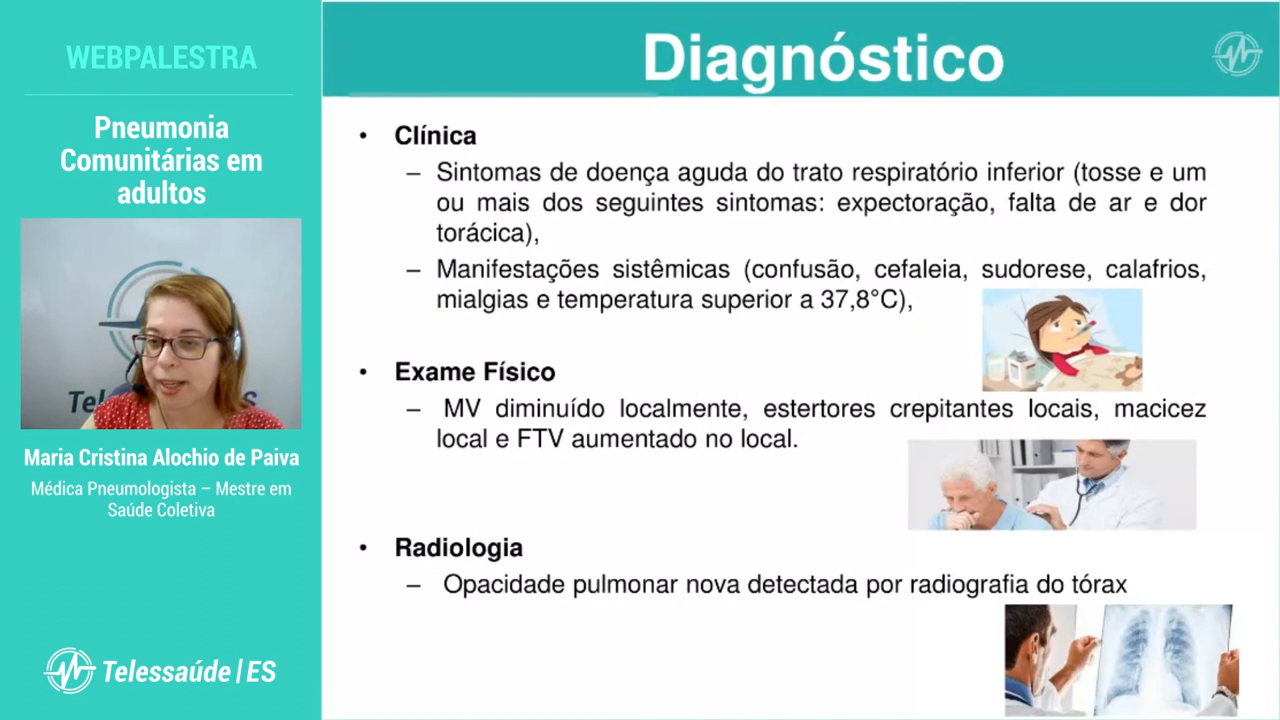 WEBPALESTRA
Pneumonia
Comunitárias em
adultos
Maria Cristina Alochio de Paiva
Médica Pneumologista – Mestre em
Saúde Coletiva
Telessaúde|ES
Diagnóstico
• Clínica
– Sintomas de doença aguda do trato respiratório inferior (tosse e um
ou mais dos seguintes sintomas: expectoração, falta de ar e dor
torácica),
– Manifestações sistêmicas (confusão, cefaleia, sudorese, calafrios,
mialgias e temperatura superior a 37,8°C),
• Exame Físico
– MV diminuído localmente, estertores crepitantes locais, macicez
local e FTV aumentado no local.
• Radiologia
– Opacidade pulmonar nova detectada por radiografia do tórax